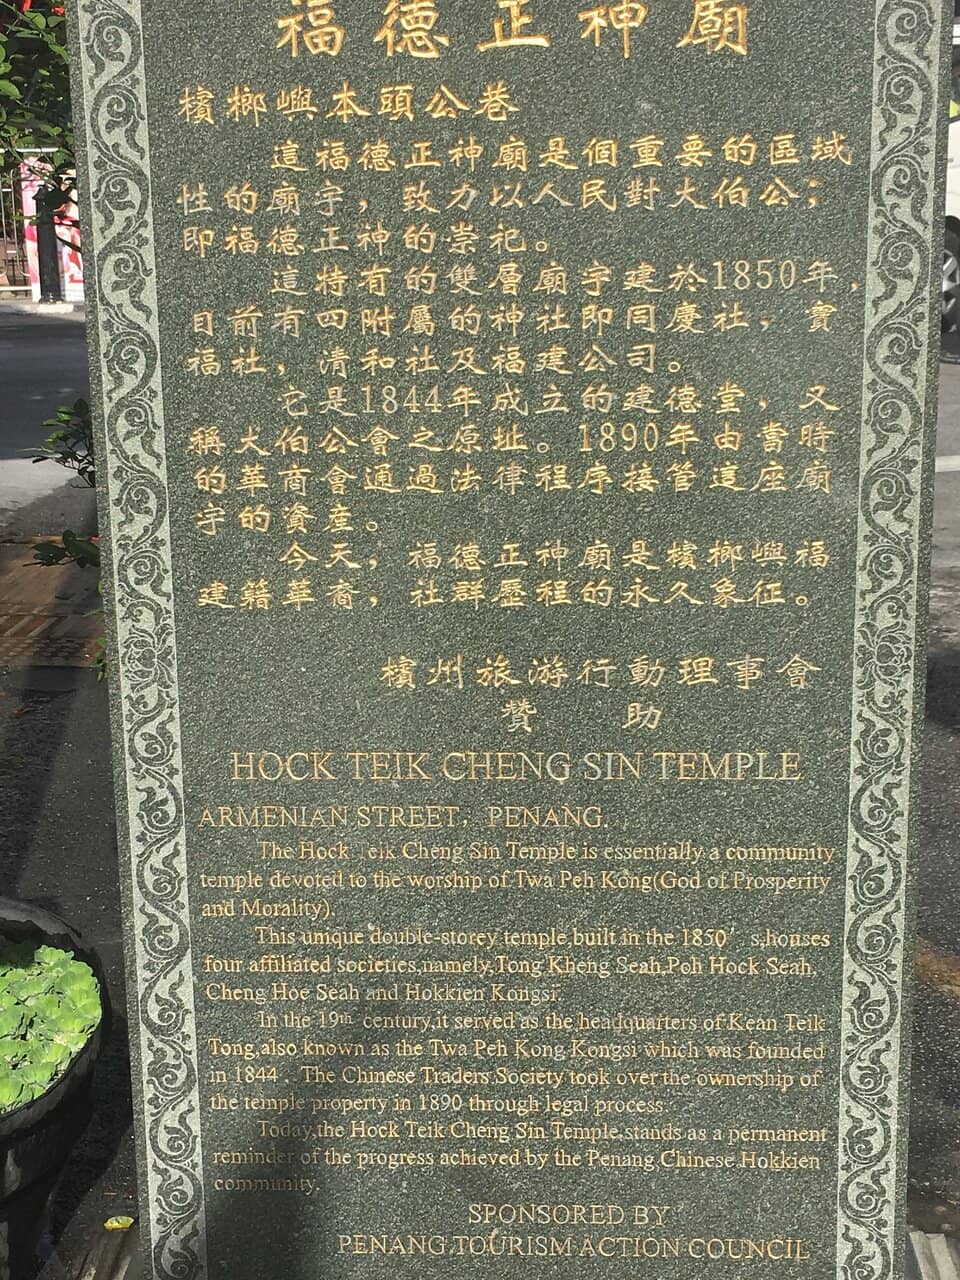 福德正神廟
檳榔嶼本頭公巷
這福德正神廟是個重要的區域
性的廟宇，致力以人民對大伯公；
即福德正神的崇祀。
這特有的雙層廟宇建於1850年，
目前有四附屬的神社即同慶社，寶
福社，清和社及福建公司。
它是1844年成立的建德堂，又
稱大伯公會之原址。1890年由當時
的華商會通過法律程序接管這座廟
宇的資産。
今天，福德正神廟是檳榔嶼福
建籍華裔，社群歷程的永久象征。
檳州旅游行動理事會
贊 助
HOCK TEIK CHENG SIN TEMPLE
ARMENIAN STREET, PENANG.
The Hock Teik Cheng Sin Temple is essentially a community
temple devoted to the worship of Twa Peh Kong(God of Prosperity
and Morality).
This unique double-storey temple,built in the 1850's,houses
four affiliated societies,namely,Tong Kheng Seah,Poh Hock Seah,
Cheng Hoe Seah and Hokkien Kongsi.
In the 19th century,it served as the headquarters of Kean Teik
Tong,also known as the Twa Peh Kong Kongsi which was founded
in 1844. The Chinese Traders Society took over the ownership of
the temple property in 1890 through legal process.
Today,the Hock Teik Cheng Sin Temple,stands as a permanent
reminder of the progress achieved by the Penang Chinese Hokkien
community.
SPONSORED BY
PENANG TOURISM ACTION COUNCIL